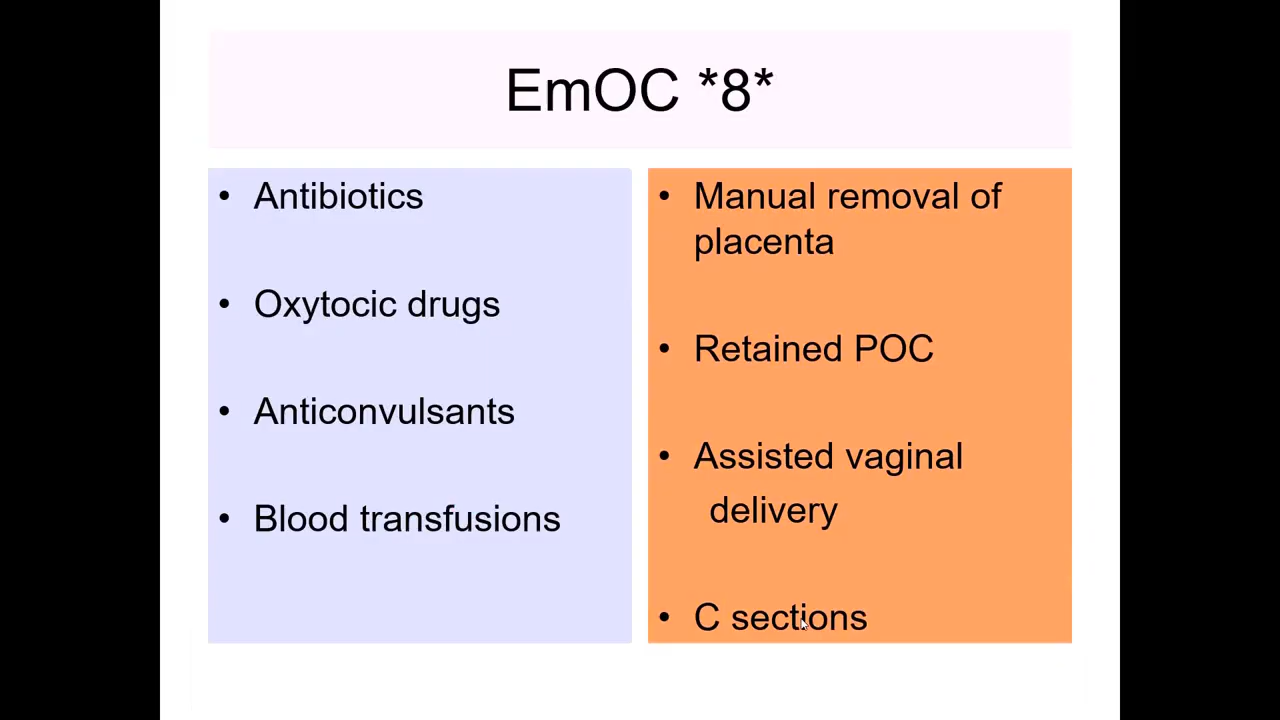 EmOC *8*
• Antibiotics
• Oxytocic drugs
• Anticonvulsants
• Blood transfusions
• Manual removal of
placenta
• Retained POC
• Assisted vaginal
delivery
• C sections